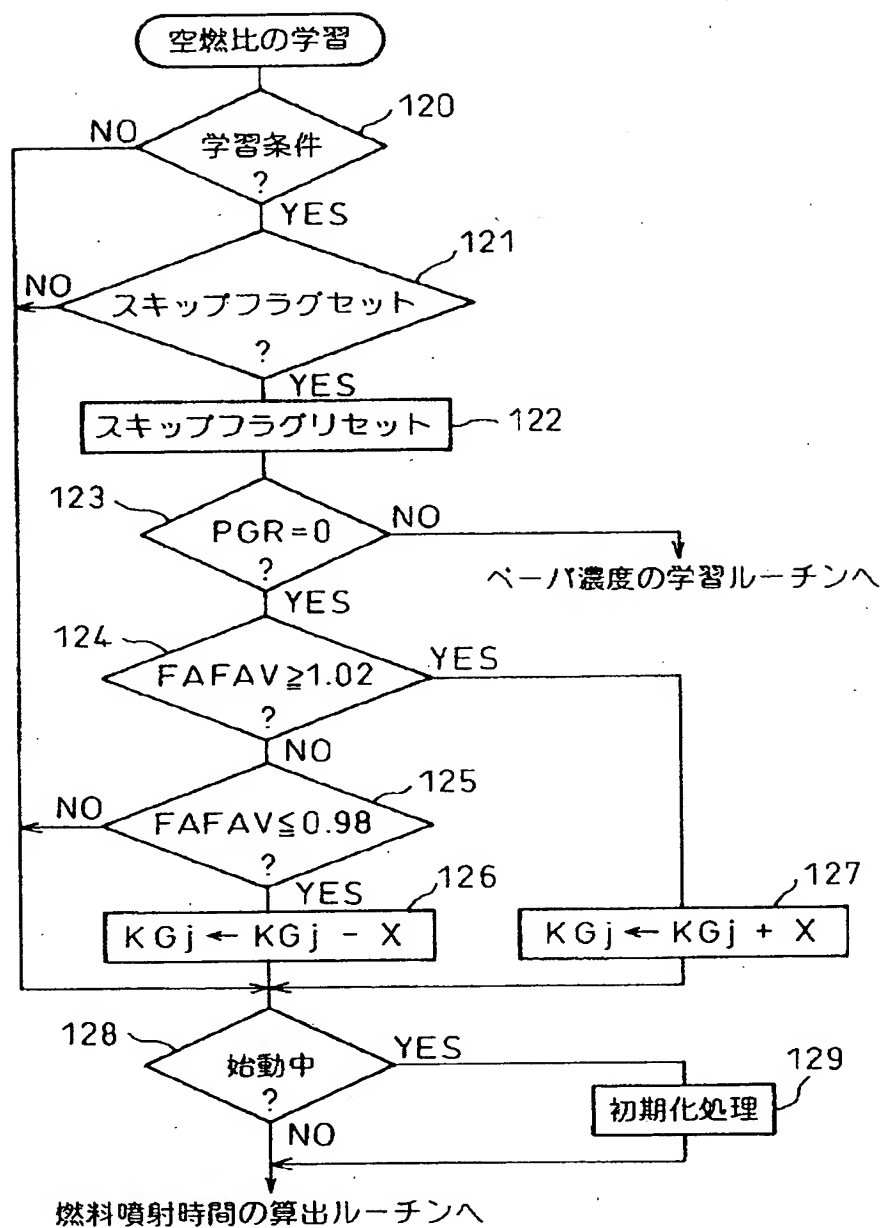 空燃比の学習
120
NO
学習条件
?
YES
121
NO
スキップフラグセット
?
YES
スキップフラグリセット
122
123
PGR=0
NO
?
ベーパ濃度の学習ルーチンへ
YES
124
FAFAV≧1.02
YES
?
NO
125
NO
FAFAV≦0.98
?
YES
126
127
KGj ← KGj - X
KGj ← KGj + X
128
始動中
YES
?
129
初期化処理
NO
燃料噴射時間の算出ルーチンへ